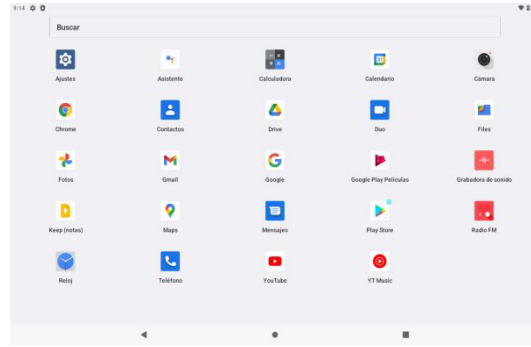 9:14
Buscar
Ajustes Asistente Calculadora Calendario Cámara
Chrome Contactos Drive Duo Files
Fotos Gmail Google Google Play Películas Grabadora de sonido
Keep (notas) Maps Mensajes Play Store Radio FM
Reloj Teléfono YouTube YT Music